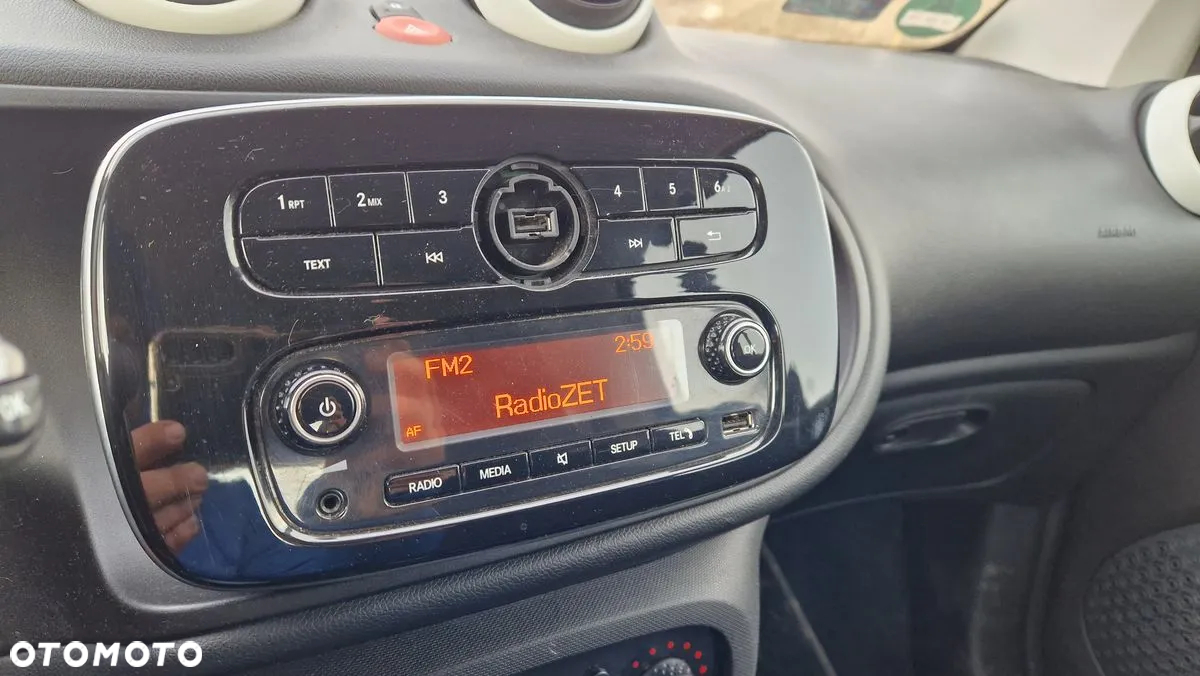 1 RPT 2 MIX 3 4 5 6
TEXT
FM2 2:59
RadioZET
AF
OK
RADIO MEDIA SETUP TEL
OK
OTOMOTO